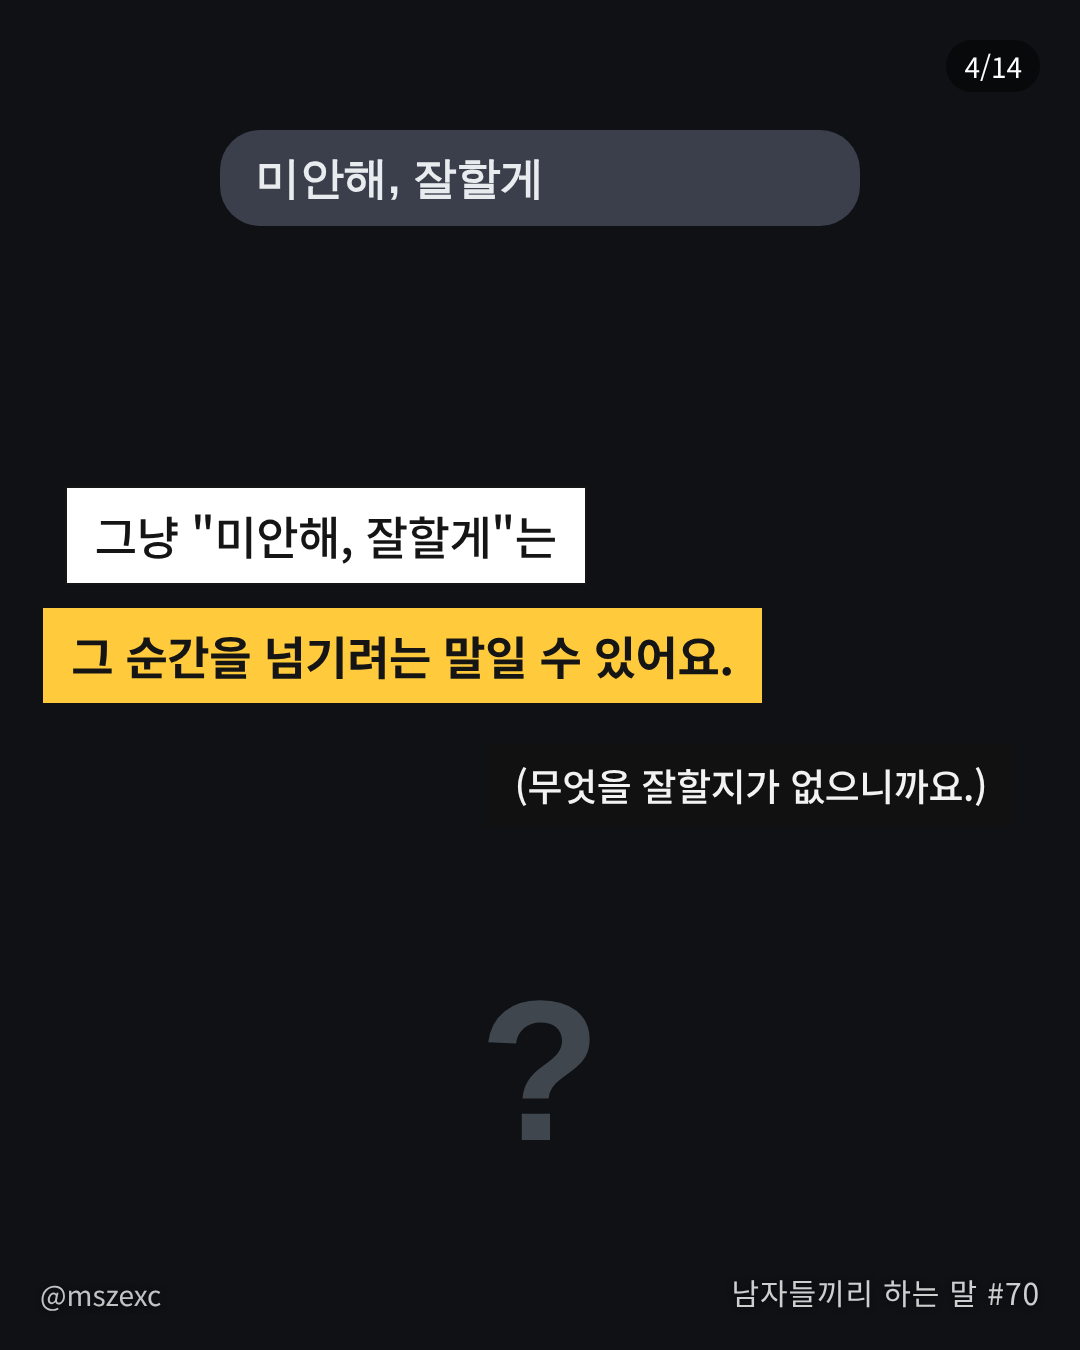 4/14
미안해, 잘할게
그냥 "미안해, 잘할게"는
그 순간을 넘기려는 말일 수 있어요.
(무엇을 잘할지가 없으니까요.)
?
@mszexc
남자들끼리 하는 말 #70